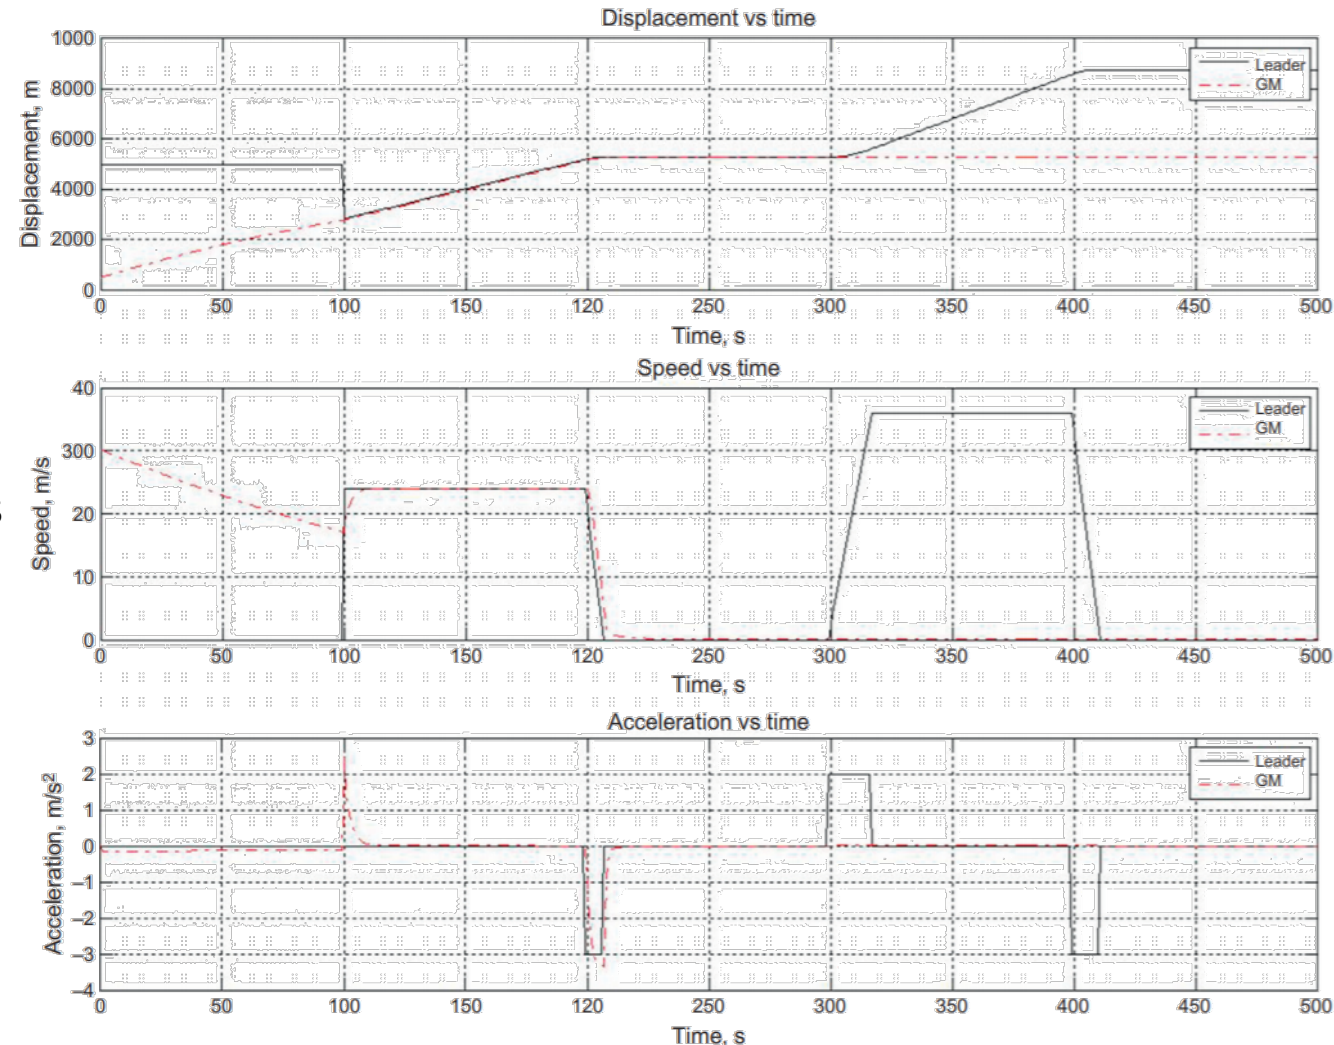 Displacement vs time
1000
8000
6000
4000
2000
0
Displacement, m
Leader
GM
0 50 100 150 120 250 300 350 400 450 500
Time, s
Speed vs time
40
300
20
10
0
Speed, m/s
Leader
GM
0 50 100 150 120 250 300 350 400 450 500
Time, s
Acceleration vs time
3
2
1
0
–1
–2
–3
–4
Acceleration, m/s²
Leader
GM
0 50 100 150 120 250 300 350 400 450 500
Time, s